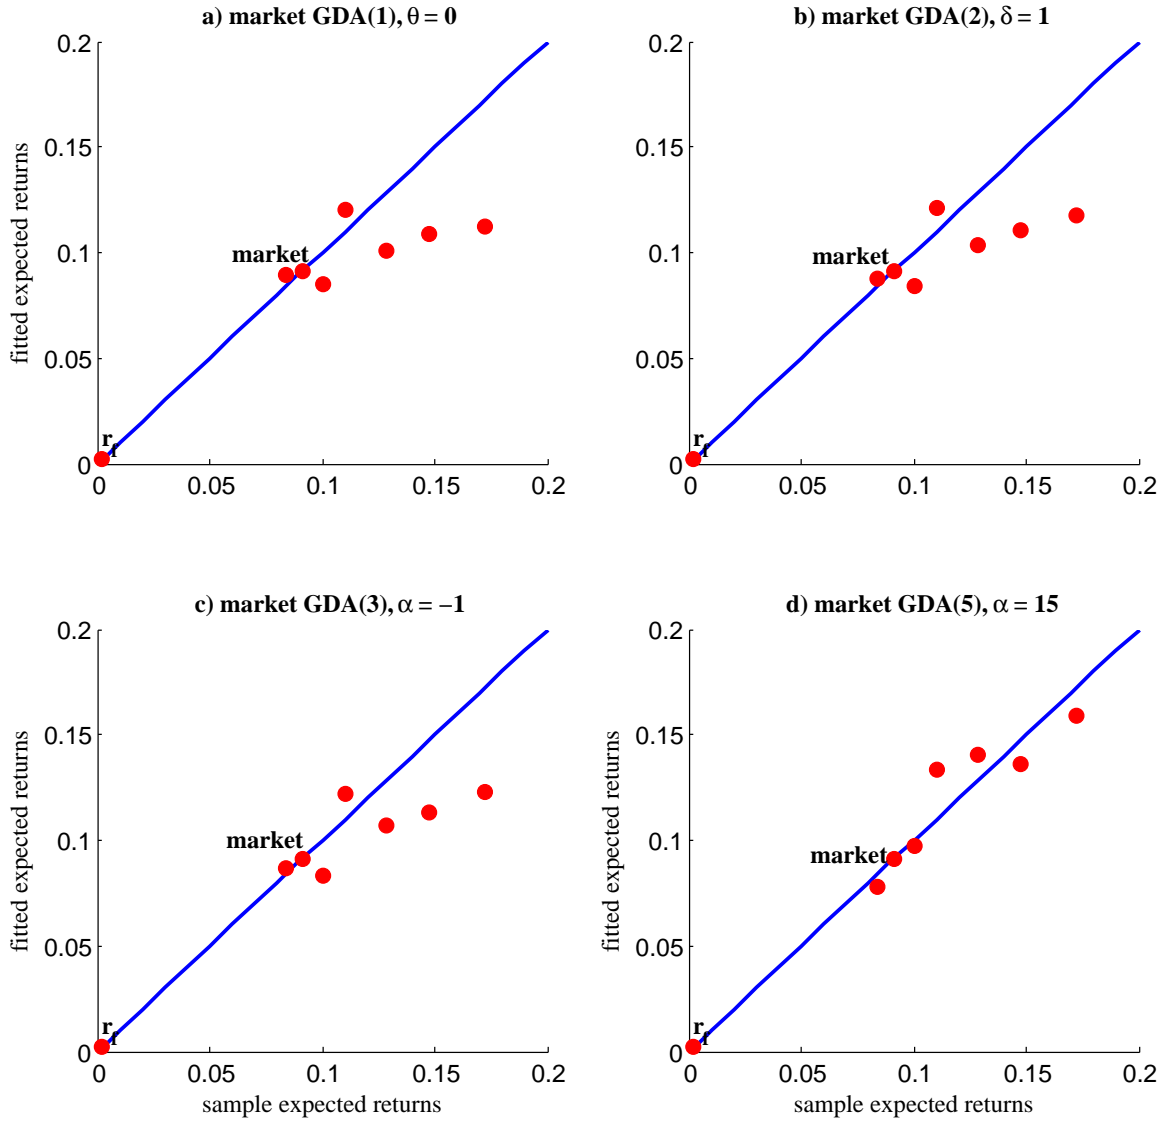 a) market GDA(1), θ = 0
0.2
0.15
0.1
0.05
0
fitted expected returns
market
r_f
0 0.05 0.1 0.15 0.2
b) market GDA(2), δ = 1
0.2
0.15
0.1
0.05
0
market
r_f
0 0.05 0.1 0.15 0.2
c) market GDA(3), α = −1
0.2
0.15
0.1
0.05
0
fitted expected returns
market
r_f
0 0.05 0.1 0.15 0.2
sample expected returns
d) market GDA(5), α = 15
0.2
0.15
0.1
0.05
0
fitted expected returns
market
r_f
0 0.05 0.1 0.15 0.2
sample expected returns